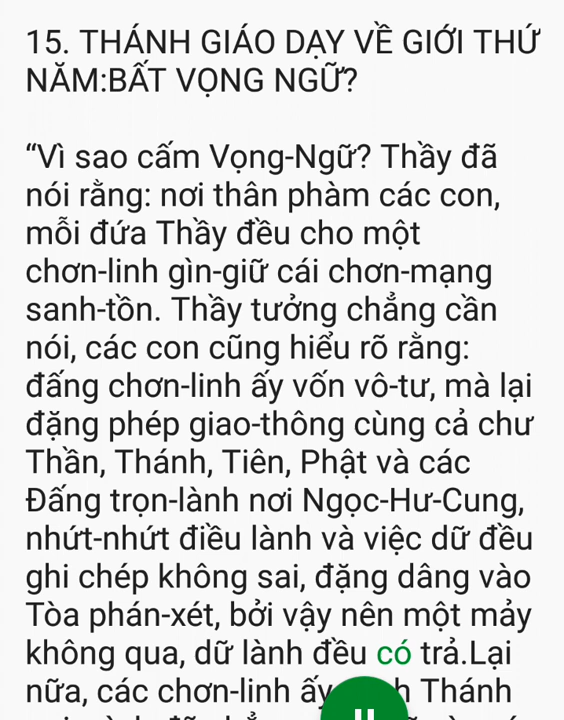 15. THÁNH GIÁO DẠY VỀ GIỚI THỨ
NĂM:BẤT VỌNG NGỮ?
“Vì sao cấm Vọng-Ngữ? Thầy đã
nói rằng: nơi thân phàm các con,
mỗi đứa Thầy đều cho một
chơn-linh gìn-giữ cái chơn-mạng
sanh-tồn. Thầy tưởng chẳng cần
nói, các con cũng hiểu rõ rằng:
đấng chơn-linh ấy vốn vô-tư, mà lại
đặng phép giao-thông cùng cả chư
Thần, Thánh, Tiên, Phật và các
Đấng trọn-lành nơi Ngọc-Hư-Cung,
nhứt-nhứt điều lành và việc dữ đều
ghi chép không sai, đặng dâng vào
Tòa phán-xét, bởi vậy nên một mảy
không qua, dữ lành đều có trả.Lại
nữa, các chơn-linh ấy Thánh